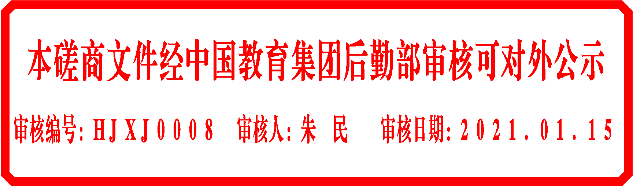 本磋商文件经中国教育集团后勤部审核可对外公示
审核编号:HJXJ0008 审核人:朱 民 审核日期:2021.01.15